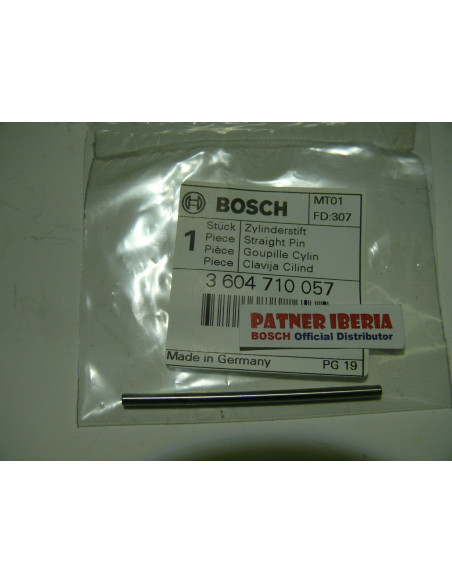 BOSCH
MT01
FD:307
1 Stuck Zylinderstift
Piece Straight Pin
Pièce Goupille Cylin
Piece Clavija Cilind
3 604 710 057
PATNER IBERIA
BOSCH Official Distributor
Made in Germany PG 19